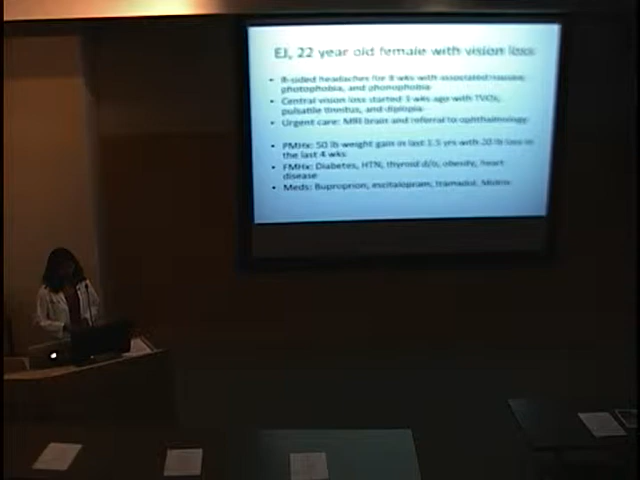 EJ, 22 year old female with vision loss
• R-sided headaches for 8 wks with associated nausea,
photophobia, and phonophobia
• Central vision loss started 3 wks ago with TVOs,
pulsatile tinnitus, and diplopia
• Urgent care: MRI brain and referral to ophthalmology
• PMHx: 50 lb weight gain in last 1.5 yrs with 20 lb loss in
the last 4 wks
• FMHx: Diabetes, HTN, thyroid d/o, obesity, heart
disease
• Meds: Buproprion, escitalopram, tramadol,